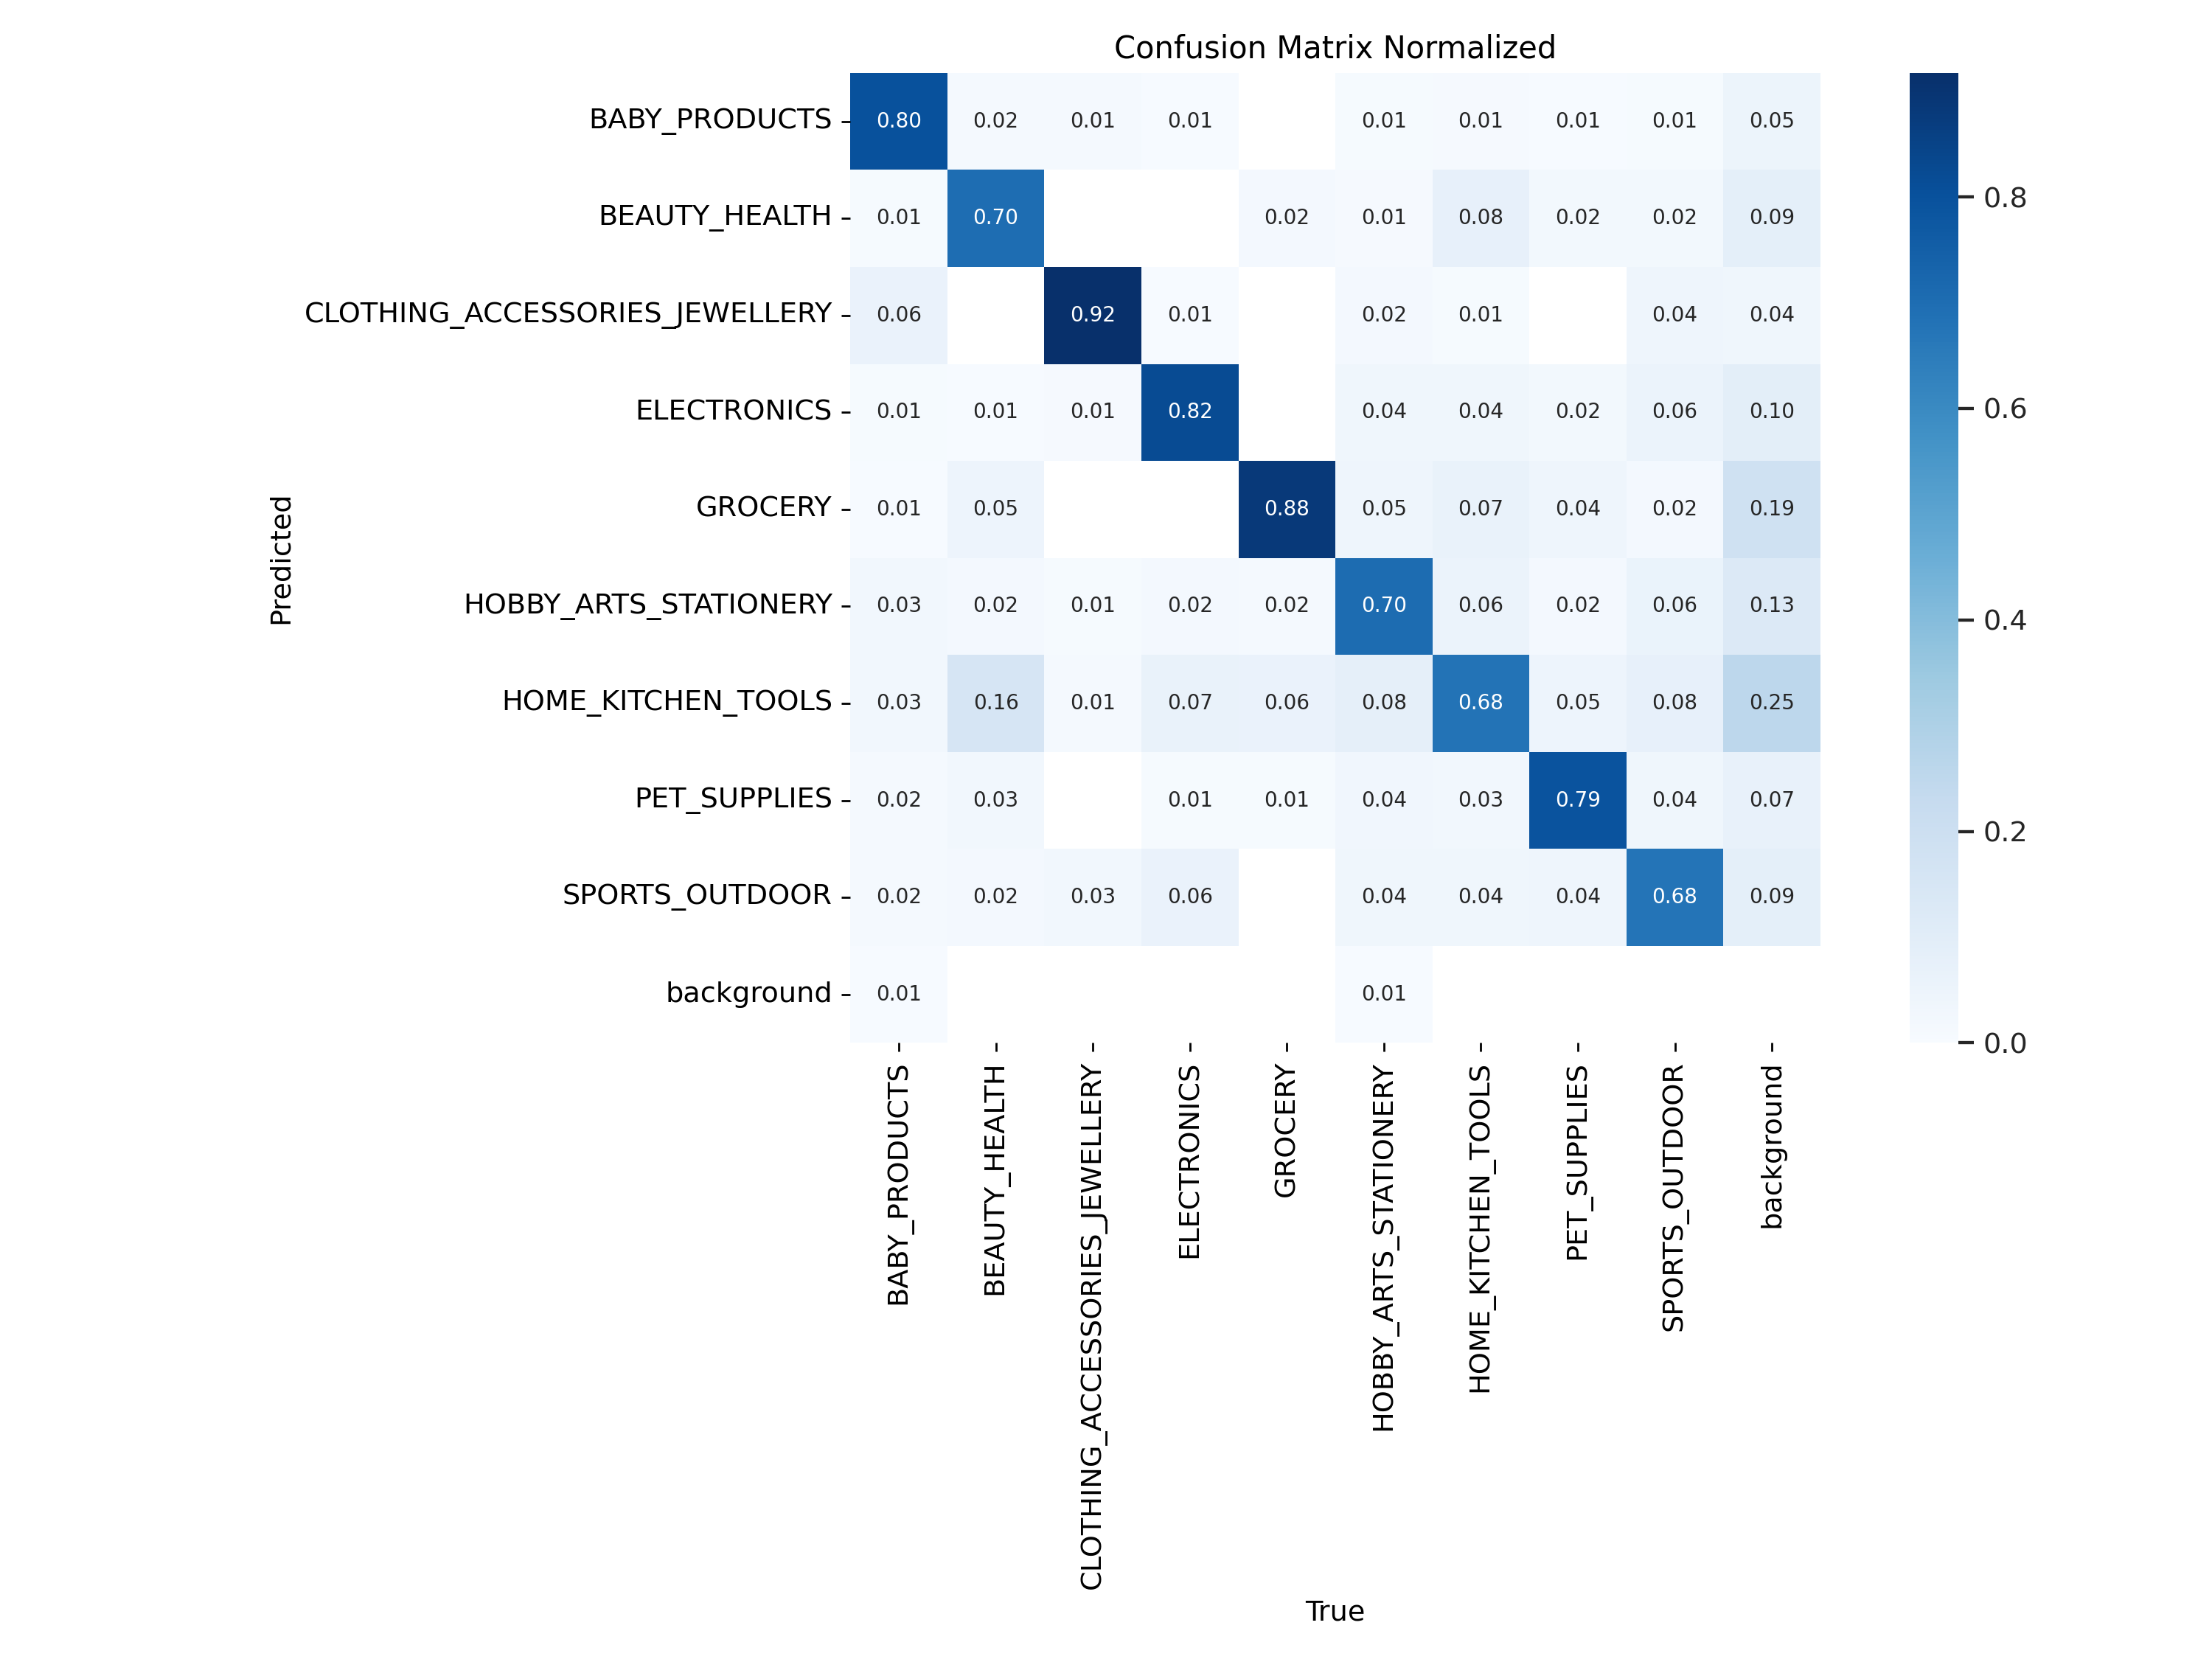 Confusion Matrix Normalized
BABY_PRODUCTS 0.80 0.02 0.01 0.01 0.01 0.01 0.01 0.01 0.05
BEAUTY_HEALTH 0.01 0.70 0.02 0.01 0.08 0.02 0.02 0.09 0.8
CLOTHING_ACCESSORIES_JEWELLERY 0.06 0.92 0.01 0.02 0.01 0.04 0.04
ELECTRONICS 0.01 0.01 0.01 0.82 0.04 0.04 0.02 0.06 0.10 0.6
GROCERY 0.01 0.05 0.88 0.05 0.07 0.04 0.02 0.19
Predicted
HOBBY_ARTS_STATIONERY 0.03 0.02 0.01 0.02 0.02 0.70 0.06 0.02 0.06 0.13 0.4
HOME_KITCHEN_TOOLS 0.03 0.16 0.01 0.07 0.06 0.08 0.68 0.05 0.08 0.25
PET_SUPPLIES 0.02 0.03 0.01 0.01 0.04 0.03 0.79 0.04 0.07 0.2
SPORTS_OUTDOOR 0.02 0.02 0.03 0.06 0.04 0.04 0.04 0.68 0.09
background 0.01 0.01 0.0
BABY_PRODUCTS
BEAUTY_HEALTH
CLOTHING_ACCESSORIES_JEWELLERY
ELECTRONICS
GROCERY
HOBBY_ARTS_STATIONERY
HOME_KITCHEN_TOOLS
PET_SUPPLIES
SPORTS_OUTDOOR
background
True